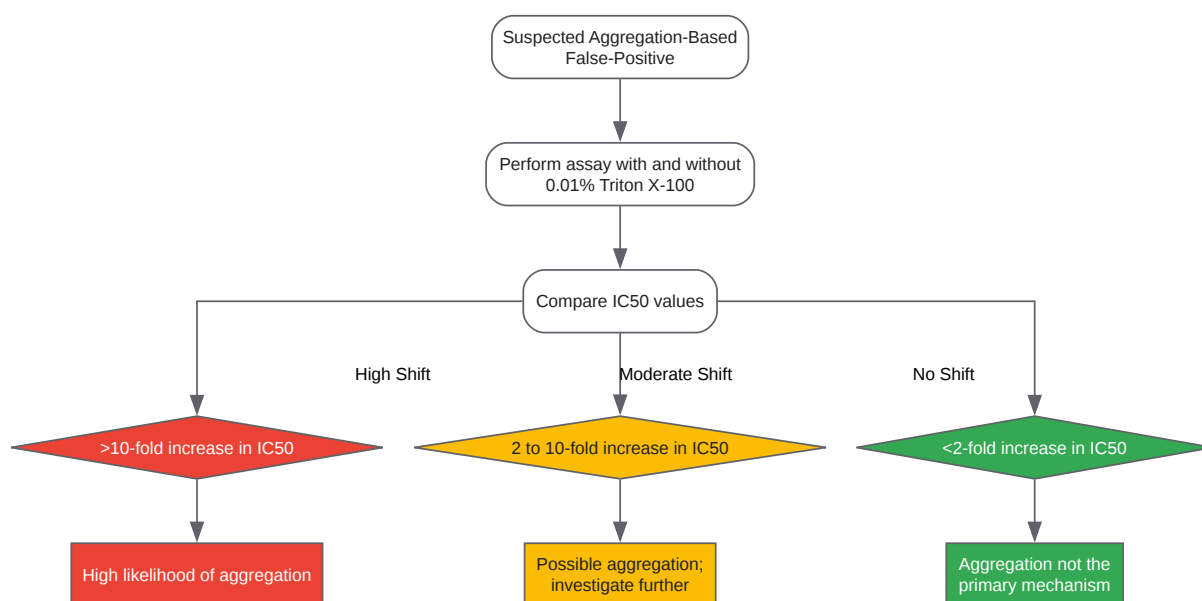 Suspected Aggregation-Based
False-Positive
Perform assay with and without
0.01% Triton X-100
Compare IC50 values
High Shift
Moderate Shift
No Shift
>10-fold increase in IC50
2 to 10-fold increase in IC50
<2-fold increase in IC50
High likelihood of aggregation
Possible aggregation;
investigate further
Aggregation not the
primary mechanism